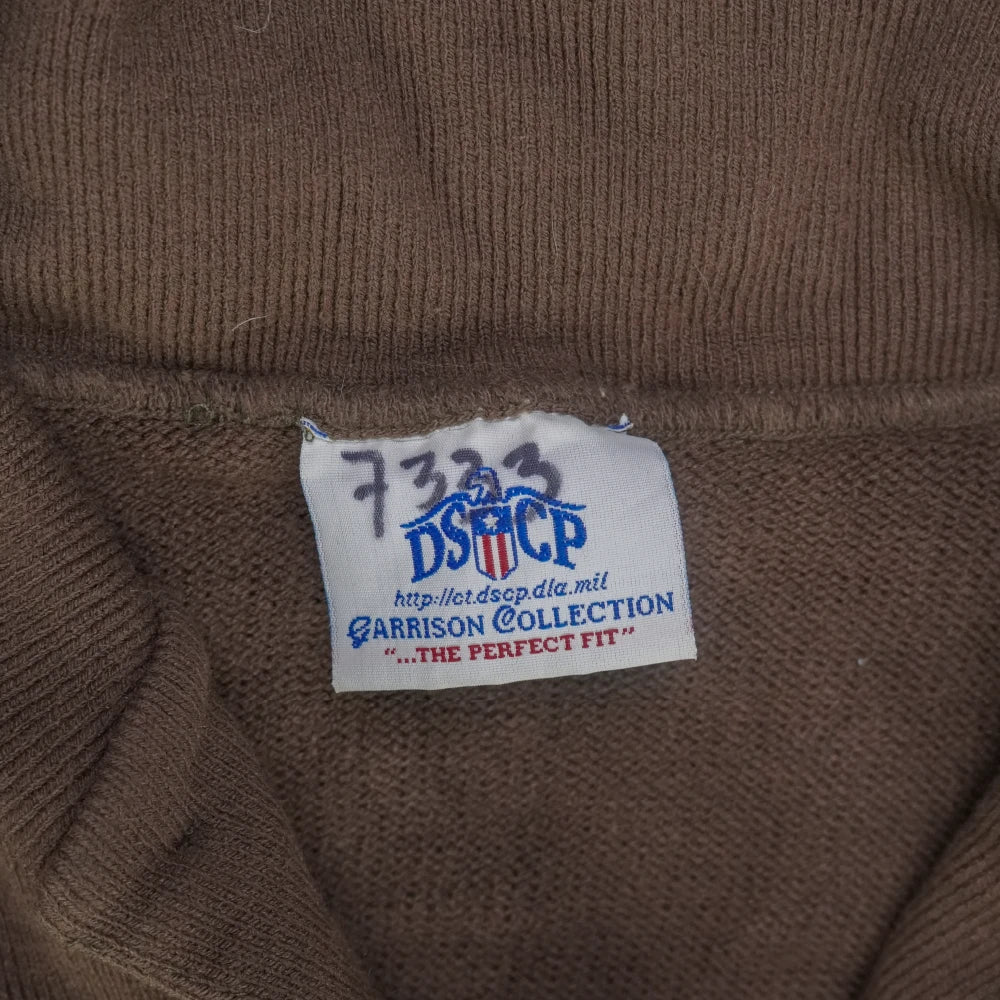 7323
DSCP
http://ct.dscp.dla.mil
GARRISON COLLECTION
"...THE PERFECT FIT"